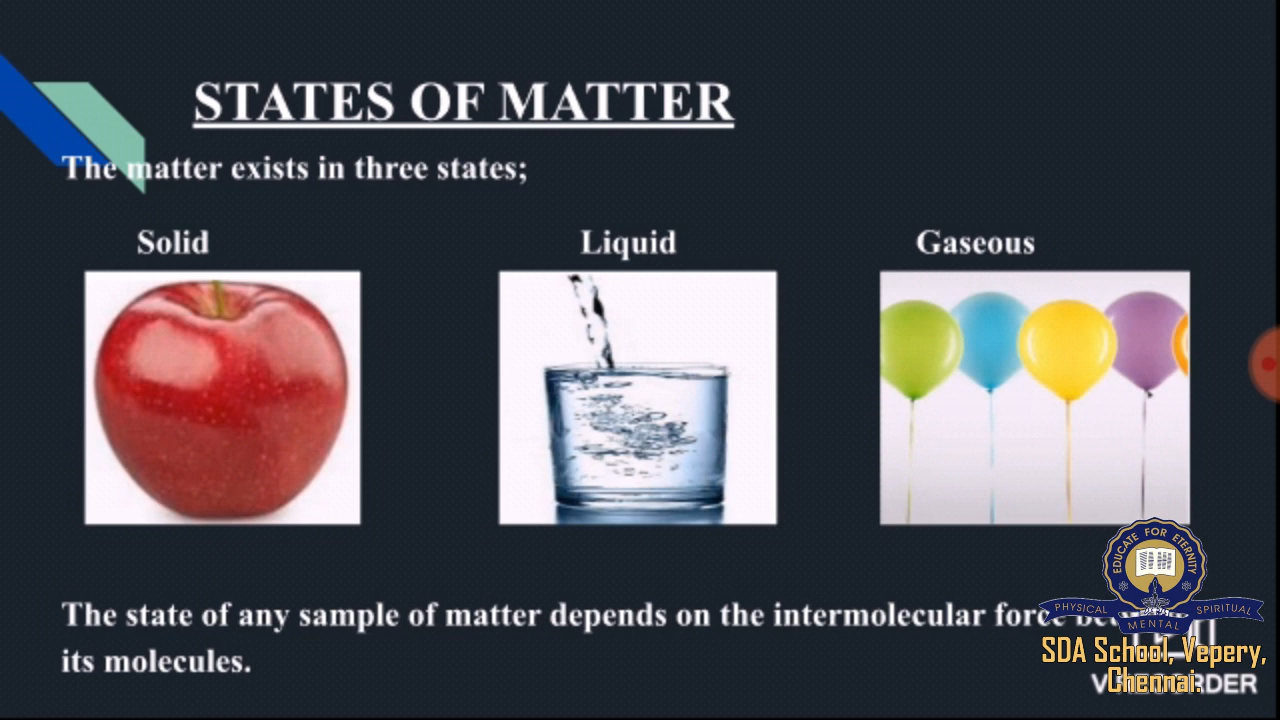 STATES OF MATTER
The matter exists in three states;
Solid Liquid Gaseous
The state of any sample of matter depends on the intermolecular force
its molecules.
EDUCATE FOR ETERNITY
PHYSICAL MENTAL SPIRITUAL
SDA School, Vepery,
Chennai.